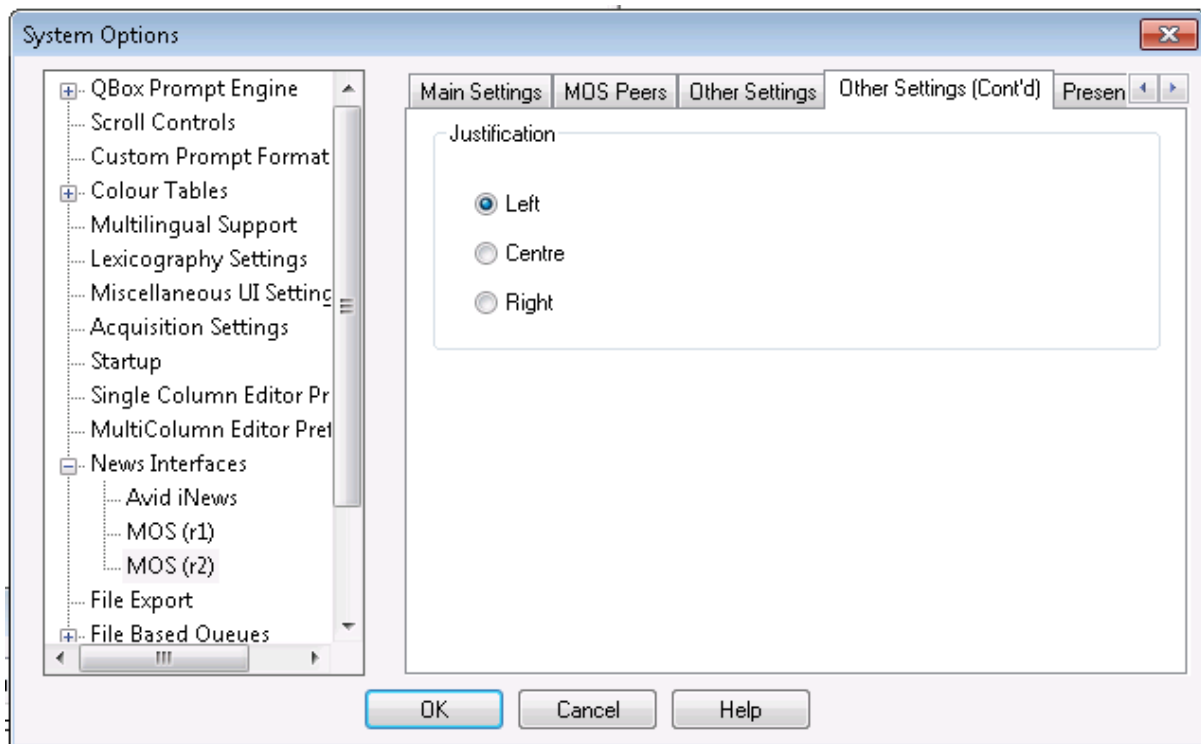 System Options
QBox Prompt Engine
Scroll Controls
Custom Prompt Format
Colour Tables
Multilingual Support
Lexicography Settings
Miscellaneous UI Setting
Acquisition Settings
Startup
Single Column Editor Pr
MultiColumn Editor Pref
News Interfaces
Avid iNews
MOS (r1)
MOS (r2)
File Export
File Based Queues
Main Settings
MOS Peers
Other Settings
Other Settings (Cont'd)
Presen
Justification
Left
Centre
Right
OK
Cancel
Help